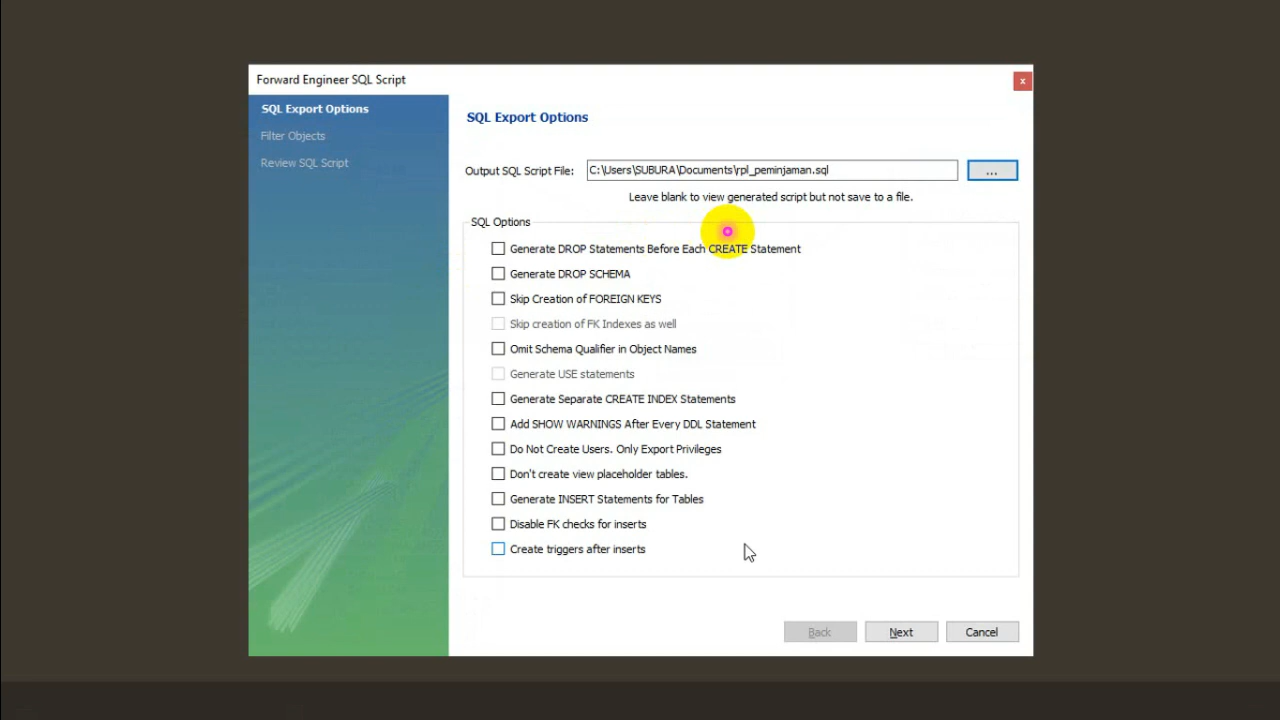 Forward Engineer SQL Script
x
SQL Export Options
Filter Objects
Review SQL Script
SQL Export Options
Output SQL Script File: C:\Users\SUBURA\Documents\rpl_peminjaman.sql ...
Leave blank to view generated script but not save to a file.
SQL Options
Generate DROP Statements Before Each CREATE Statement
Generate DROP SCHEMA
Skip Creation of FOREIGN KEYS
Skip creation of FK Indexes as well
Omit Schema Qualifier in Object Names
Generate USE statements
Generate Separate CREATE INDEX Statements
Add SHOW WARNINGS After Every DDL Statement
Do Not Create Users. Only Export Privileges
Don't create view placeholder tables.
Generate INSERT Statements for Tables
Disable FK checks for inserts
Create triggers after inserts
Back Next Cancel